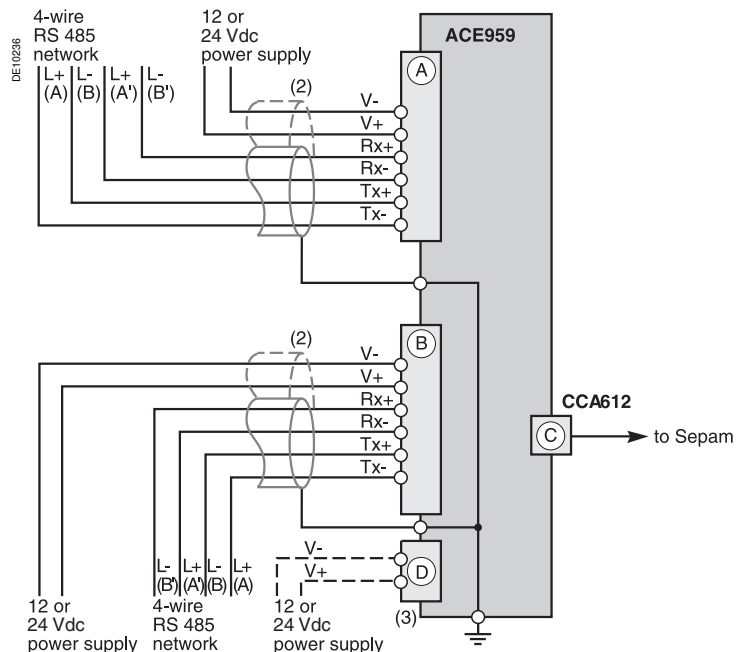 DE10236
4-wire
RS 485
network
L+
(A)
L-
(B)
L+
(A')
L-
(B')
12 or
24 Vdc
power supply
(2)
V-
V+
Rx+
Rx-
Tx+
Tx-
ACE959
A
(2)
V-
V+
Rx+
Rx-
Tx+
Tx-
B
CCA612
C
to Sepam
L-
(B')
L+
(A')
L-
(B)
L+
(A)
V-
V+
D
(3)
12 or
24 Vdc
power supply
4-wire
RS 485
network
12 or
24 Vdc
power supply